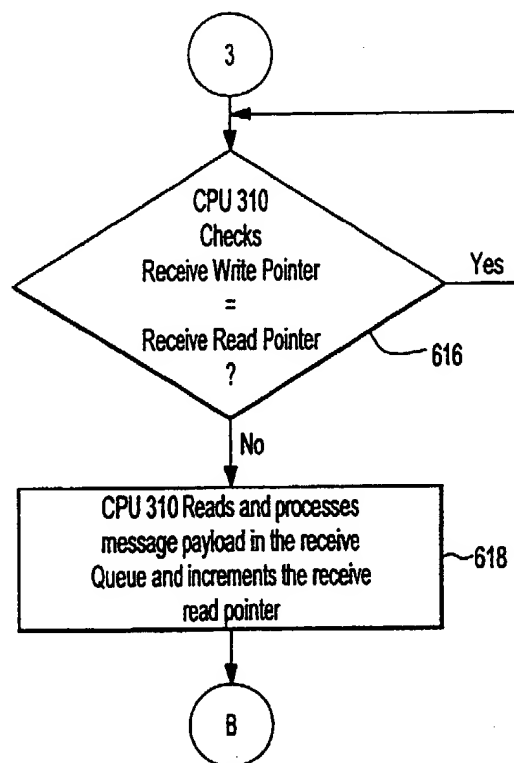 3
CPU 310
Checks
Receive Write Pointer
=
Receive Read Pointer
?
Yes
616
No
CPU 310 Reads and processes
message payload in the receive
Queue and increments the receive
read pointer
618
B